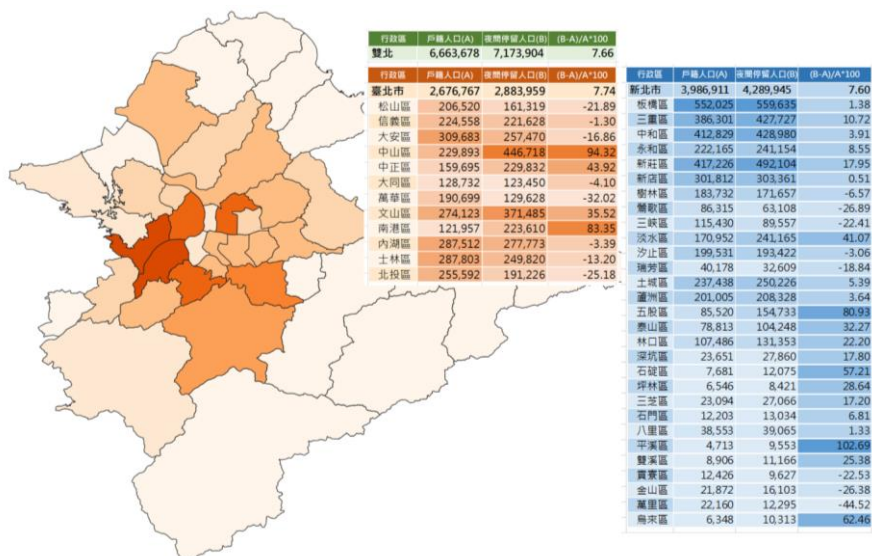 行政區 戶籍人口(A) 夜間停留人口(B) (B-A)/A*100
雙北 6,663,678 7,173,904 7.66
行政區 戶籍人口(A) 夜間停留人口(B) (B-A)/A*100
臺北市 2,676,767 2,883,959 7.74
松山區 206,520 161,319 -21.89
信義區 224,558 221,628 -1.30
大安區 309,683 257,470 -16.86
中山區 229,893 446,718 94.32
中正區 159,695 229,832 43.92
大同區 128,732 123,450 -4.10
萬華區 190,699 129,628 -32.02
文山區 274,123 371,485 35.52
南港區 121,957 223,610 83.35
內湖區 287,512 277,773 -3.39
士林區 287,803 249,820 -13.20
北投區 255,592 191,226 -25.18
行政區 戶籍人口(A) 夜間停留人口(B) (B-A)/A*100
新北市 3,986,911 4,289,945 7.60
板橋區 552,025 559,635 1.38
三重區 386,301 427,727 10.72
中和區 412,829 428,980 3.91
永和區 222,165 241,154 8.55
新莊區 417,226 492,104 17.95
新店區 301,812 303,361 0.51
樹林區 183,732 171,657 -6.57
鶯歌區 86,315 63,108 -26.89
三峽區 115,430 89,557 -22.41
淡水區 170,952 241,165 41.07
汐止區 199,531 193,422 -3.06
瑞芳區 40,178 32,609 -18.84
土城區 237,438 250,226 5.39
蘆洲區 201,005 208,328 3.64
五股區 85,520 154,733 80.93
泰山區 78,813 104,248 32.27
林口區 107,486 131,353 22.20
深坑區 23,651 27,860 17.80
石碇區 7,681 12,075 57.21
坪林區 6,546 8,421 28.64
三芝區 23,094 27,066 17.20
石門區 12,203 13,034 6.81
八里區 38,553 39,065 1.33
平溪區 4,713 9,553 102.69
雙溪區 8,906 11,166 25.38
貢寮區 12,426 9,627 -22.53
金山區 21,872 16,103 -26.38
萬里區 22,160 12,295 -44.52
烏來區 6,348 10,313 62.46